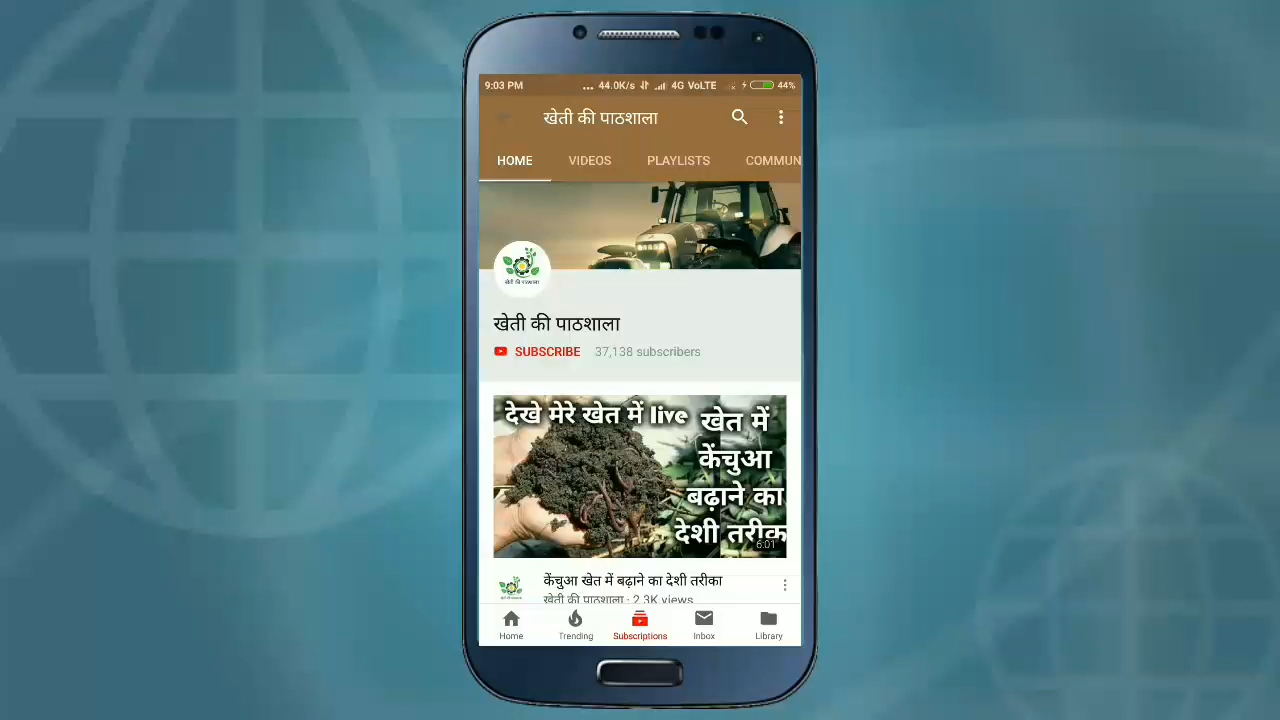 9:03 PM ... 44.0K/s 4G VoLTE 44%
खेती की पाठशाला
HOME VIDEOS PLAYLISTS COMMUN
खेती की पाठशाला
खेती की पाठशाला
SUBSCRIBE 37,138 subscribers
देखे मेरे खेत में live
खेत में
केंचुआ
बढ़ाने का
देशी तरीक
6:01
केंचुआ खेत में बढ़ाने का देशी तरीका
खेती की पाठशाला · 2.3K views
Home Trending Subscriptions Inbox Library